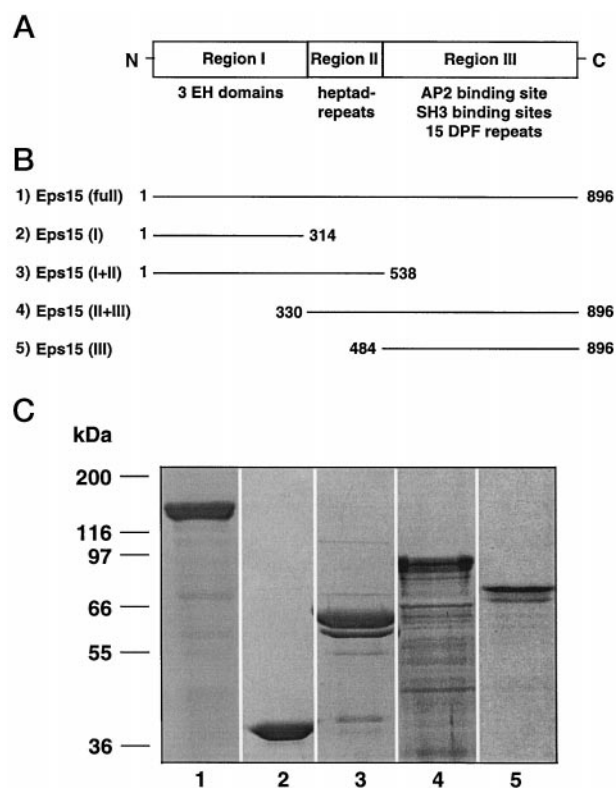 A
N Region I Region II Region III C
3 EH domains heptad- AP2 binding site
repeats SH3 binding sites
15 DPF repeats
B
1) Eps15 (full) 1 896
2) Eps15 (I) 1 314
3) Eps15 (I+II) 1 538
4) Eps15 (II+III) 330 896
5) Eps15 (III) 484 896
C
kDa
200
116
97
66
55
36
1 2 3 4 5